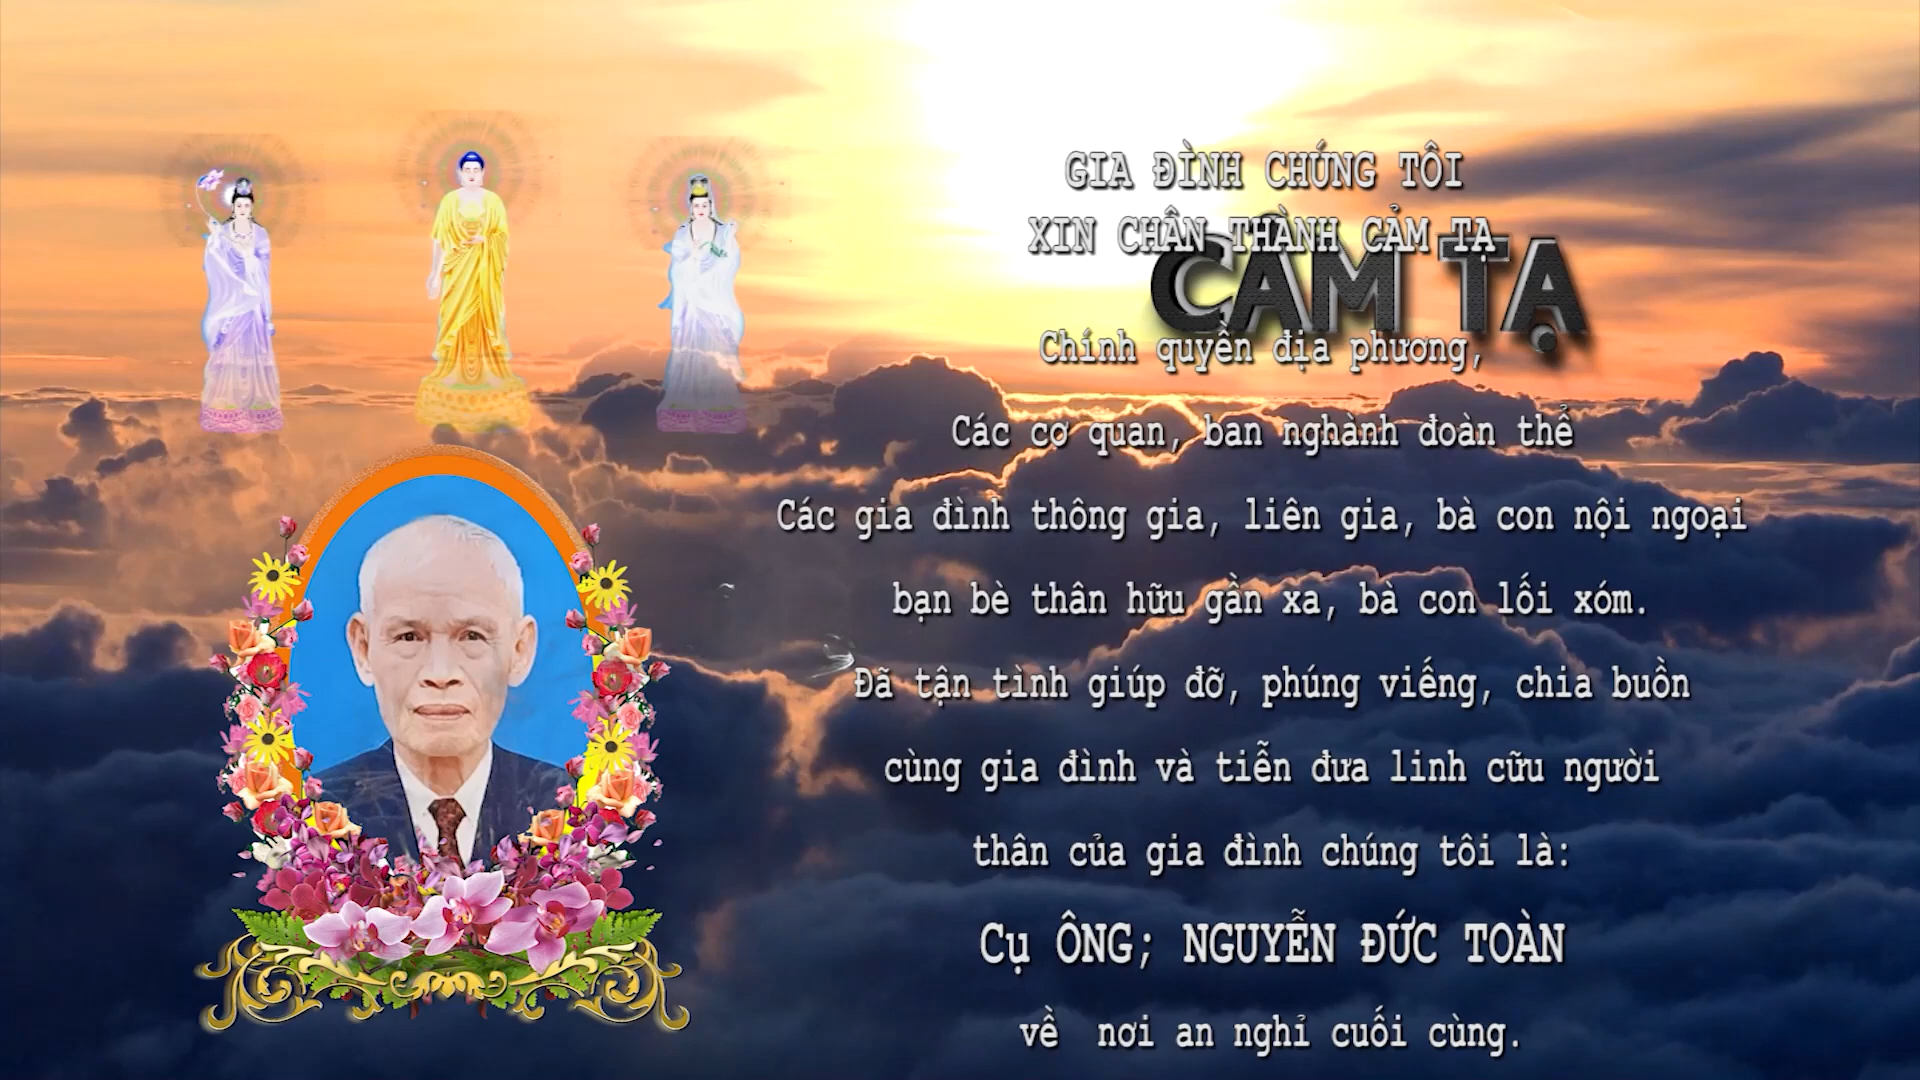 GIA ĐÌNH CHÚNG TÔI
XIN CHÂN THÀNH CẢM TẠ
CẢM TẠ
Chính quyền địa phương,
Các cơ quan, ban nghành đoàn thể
Các gia đình thông gia, liên gia, bà con nội ngoại
bạn bè thân hữu gần xa, bà con lối xóm.
Đã tận tình giúp đỡ, phúng viếng, chia buồn
cùng gia đình và tiễn đưa linh cữu người
thân của gia đình chúng tôi là:
Cụ ÔNG; NGUYỄN ĐỨC TOÀN
về nơi an nghỉ cuối cùng.